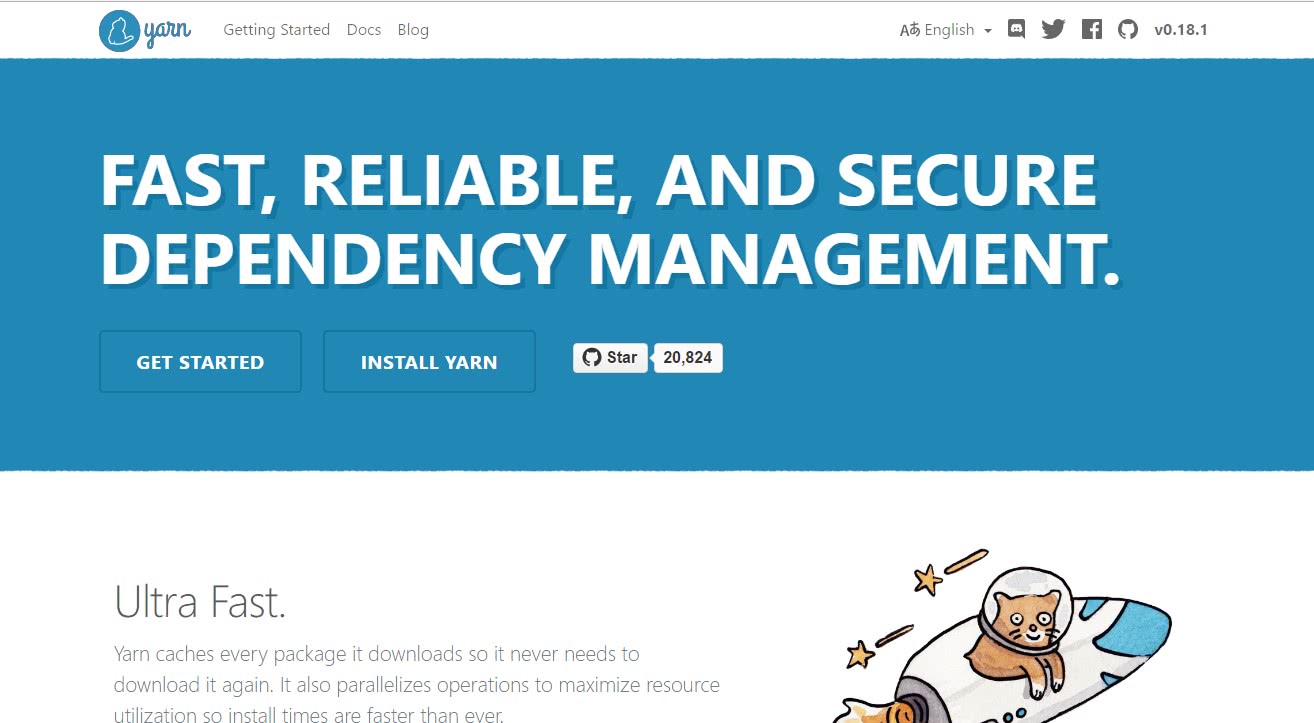 yarn Getting Started Docs Blog Aあ English v0.18.1
FAST, RELIABLE, AND SECURE
DEPENDENCY MANAGEMENT.
GET STARTED INSTALL YARN Star 20,824
Ultra Fast.
Yarn caches every package it downloads so it never needs to
download it again. It also parallelizes operations to maximize resource
utilization so install times are faster than ever.